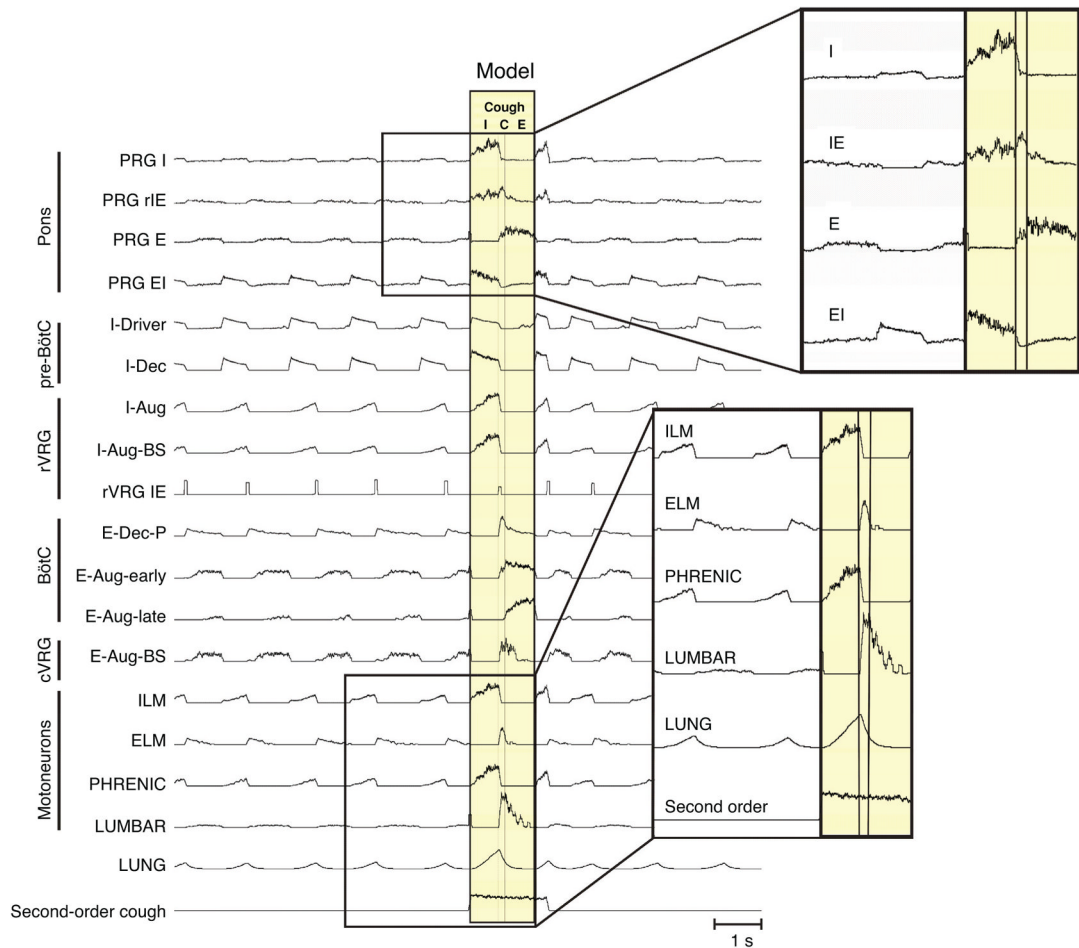 Model
Cough
I C E
Pons
PRG I
PRG rIE
PRG E
PRG EI
pre-BötC
I-Driver
I-Dec
rVRG
I-Aug
I-Aug-BS
rVRG IE
BötC
E-Dec-P
E-Aug-early
E-Aug-late
cVRG
E-Aug-BS
Motoneurons
ILM
ELM
PHRENIC
LUMBAR
LUNG
Second-order cough
1 s
I
IE
E
EI
ILM
ELM
PHRENIC
LUMBAR
LUNG
Second order